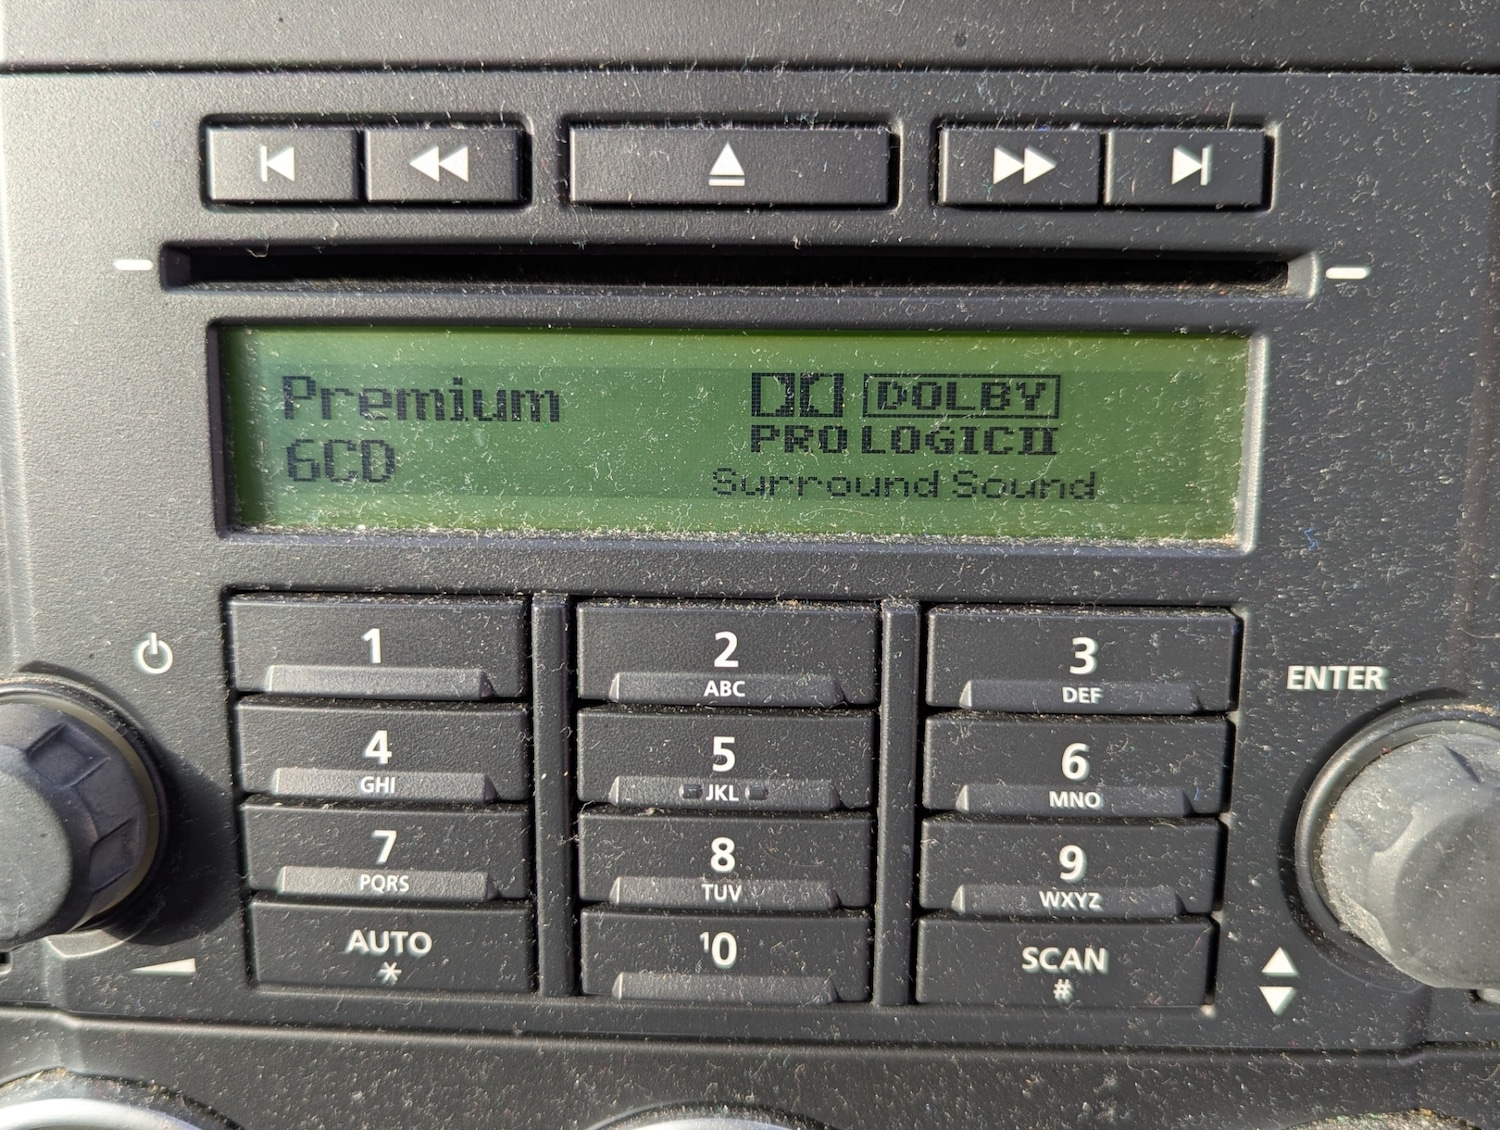 Premium
6CD
DOLBY
PRO LOGIC II
Surround Sound
1
2
ABC
3
DEF
ENTER
4
GHI
5
JKL
6
MNO
7
PQRS
8
TUV
9
WXYZ
AUTO
*
10
SCAN
#